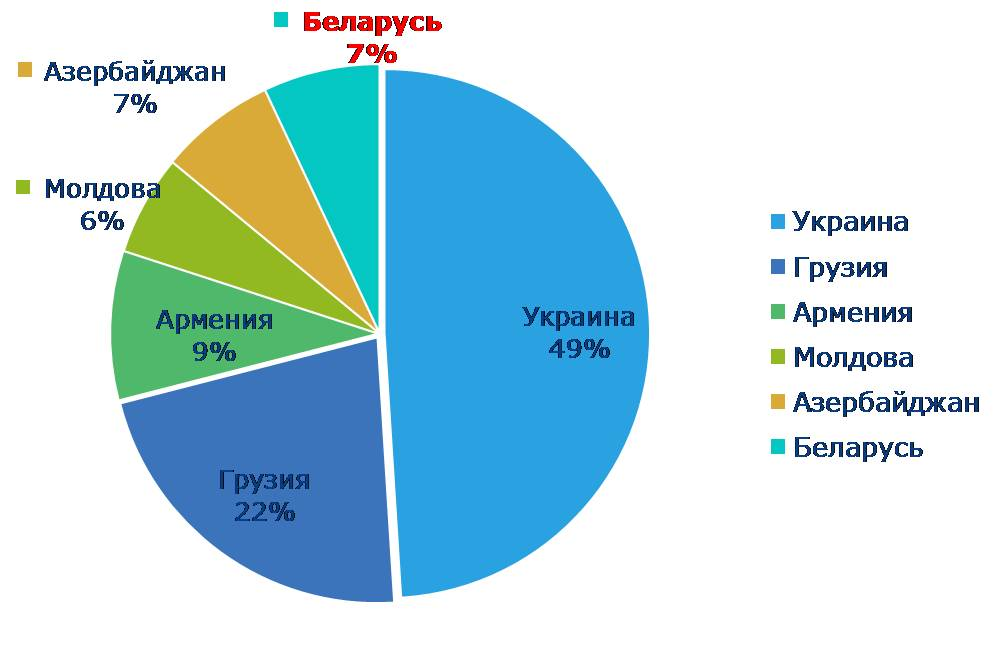 Беларусь
7%
Азербайджан
7%
Молдова
6%
Армения
9%
Грузия
22%
Украина
49%
Украина
Грузия
Армения
Молдова
Азербайджан
Беларусь